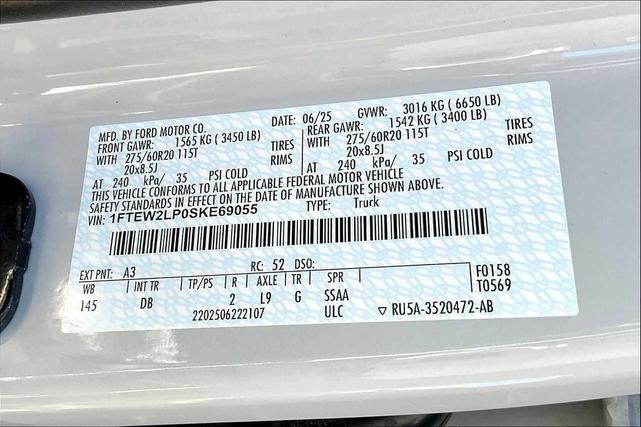 MFD. BY FORD MOTOR CO. DATE: 06/25 GVWR: 3016 KG ( 6650 LB)
FRONT GAWR: 1565 KG ( 3450 LB) REAR GAWR: 1542 KG ( 3400 LB)
WITH 275/60R20 115T TIRES WITH 275/60R20 115T TIRES
20x8.5J RIMS 20x8.5J RIMS
AT 240 kPa/ 35 PSI COLD AT 240 kPa/ 35 PSI COLD
THIS VEHICLE CONFORMS TO ALL APPLICABLE FEDERAL MOTOR VEHICLE
SAFETY STANDARDS IN EFFECT ON THE DATE OF MANUFACTURE SHOWN ABOVE.
VIN: 1FTEW2LP0SKE69055 TYPE: Truck
EXT PNT: A3 RC: 52 DSO: F0158
WB INT TR TP/PS R AXLE TR SPR T0569
145 DB 2 L9 G SSAA
2202506222107 ULC ▽ RU5A-3520472-AB